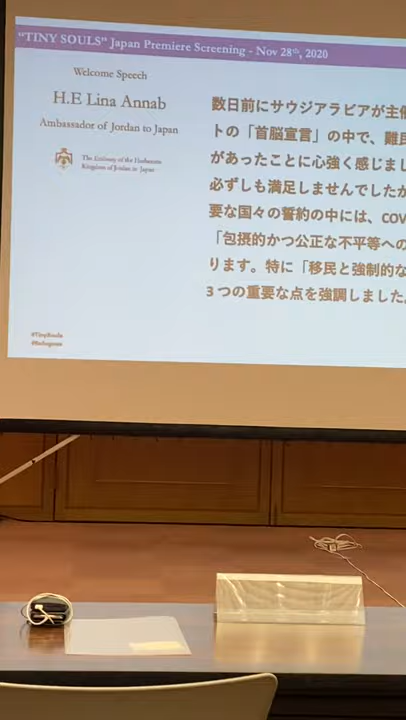 "TINY SOULS" Japan Premiere Screening - Nov 28th, 2020
Welcome Speech
H.E Lina Annab
Ambassador of Jordan to Japan
The Embassy of the Hashemite
Kingdom of Jordan in Japan
数日前にサウジアラビアが主催
トの「首脳宣言」の中で、難民
があったことに心強く感じまし
必ずしも満足しませんでしたか
要な国々の誓約の中には、COV
「包摂的かつ公正な不平等への
ります。特に「移民と強制的な
3つの重要な点を強調しました。
#TinySouls
@Refugees